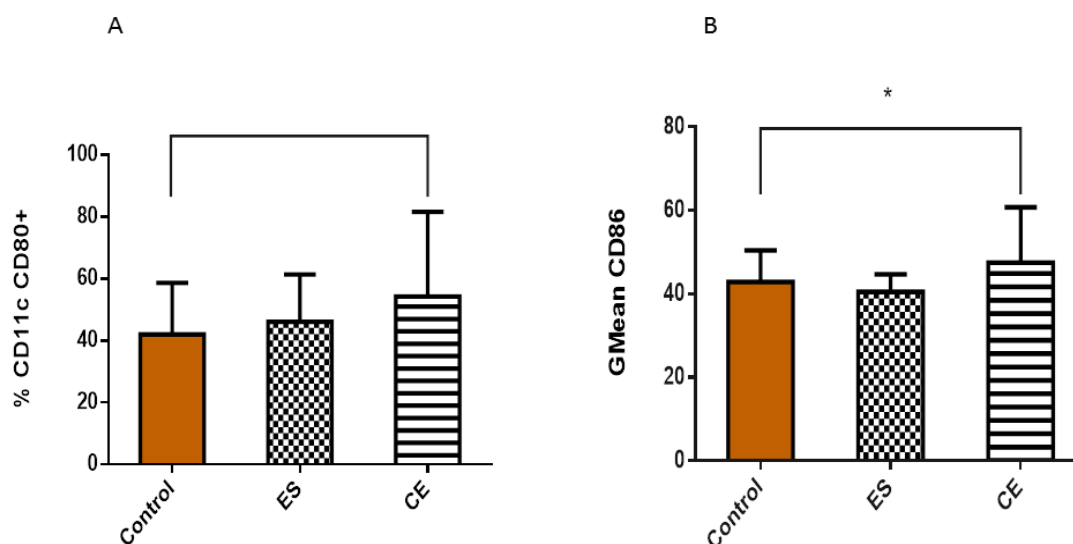 A
% CD11c CD80+
100
80
60
40
20
0
Control
ES
CE
B
*
GMean CD86
80
60
40
20
0
Control
ES
CE